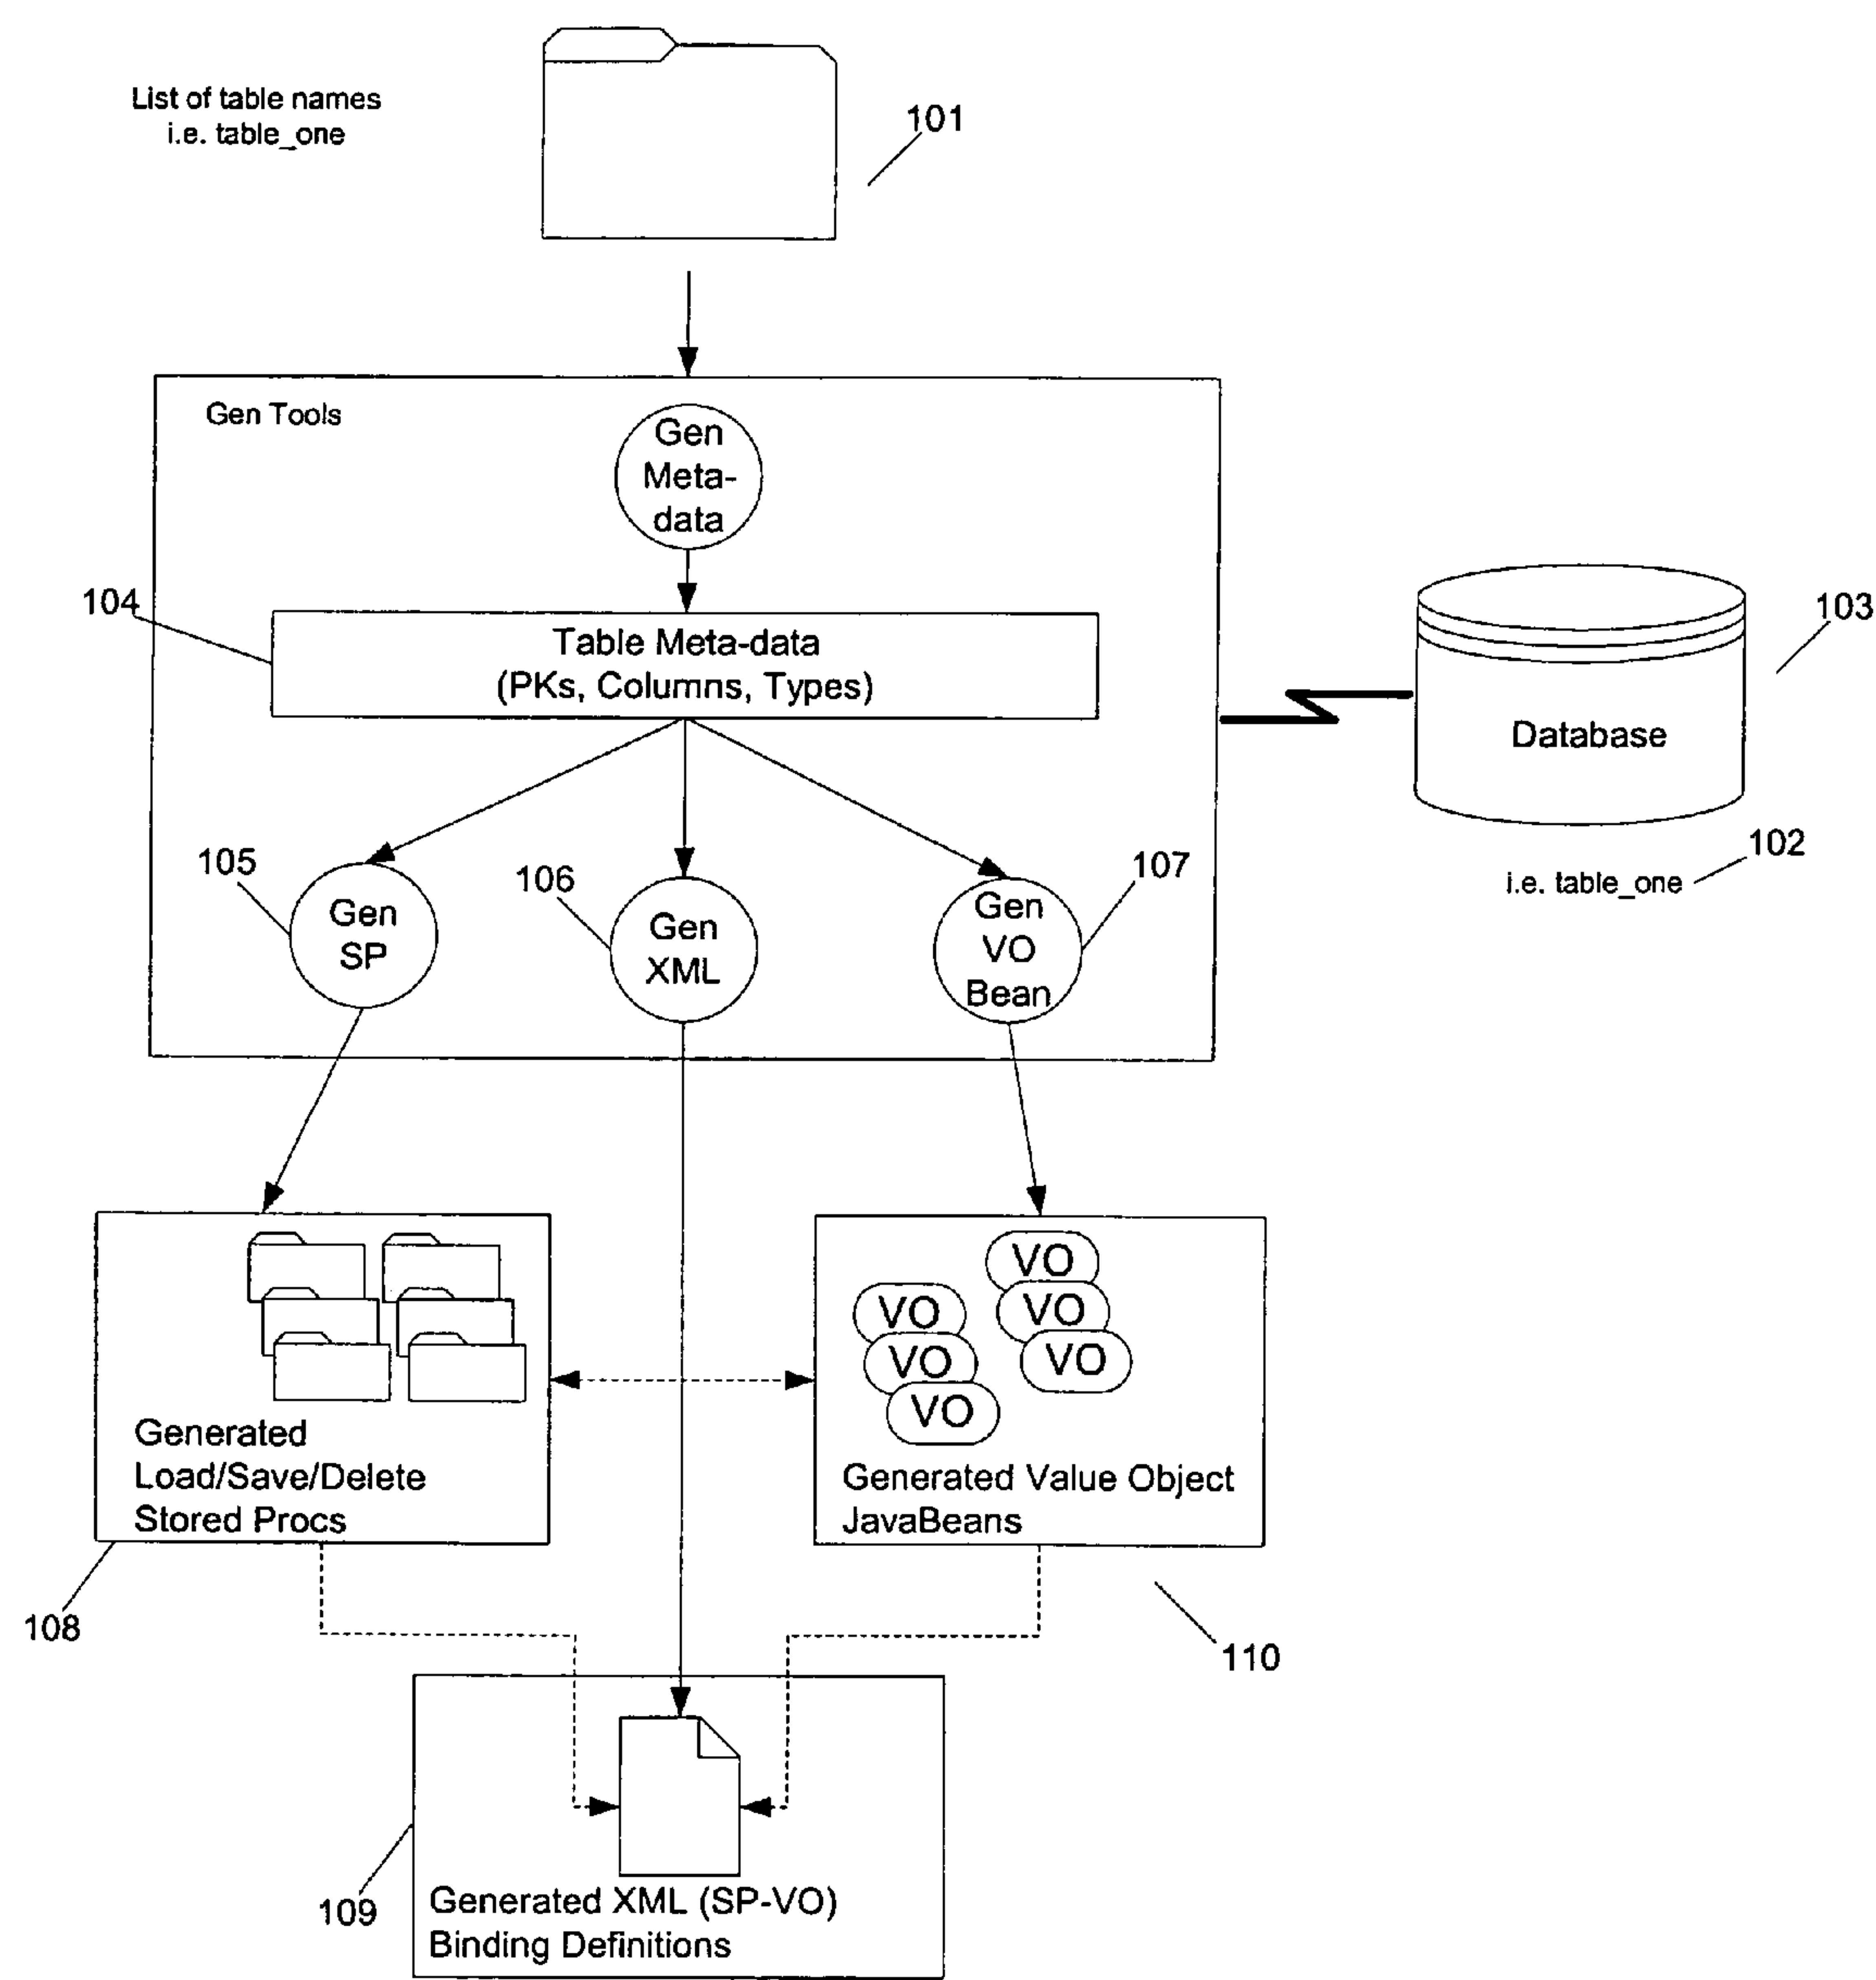 List of table names
i.e. table_one
101
Gen Tools
Gen
Meta-
data
104
Table Meta-data
(PKs, Columns, Types)
103
Database
102
i.e. table_one
105
Gen
SP
106
Gen
XML
107
Gen
VO
Bean
VO
VO
VO
VO
VO
VO
Generated
Load/Save/Delete
Stored Procs
Generated Value Object
JavaBeans
108
110
109
Generated XML (SP-VO)
Binding Definitions